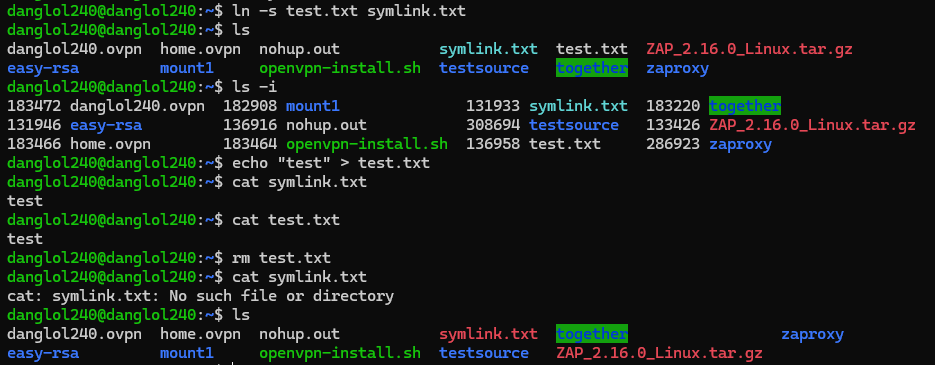 danglol240@danglol240:~$ ln -s test.txt symlink.txt
danglol240@danglol240:~$ ls
danglol240.ovpn  home.ovpn  nohup.out           symlink.txt  test.txt  ZAP_2.16.0_Linux.tar.gz
easy-rsa         mount1     openvpn-install.sh  testsource   together  zaproxy
danglol240@danglol240:~$ ls -i
183472 danglol240.ovpn  182908 mount1              131933 symlink.txt  183220 together
131946 easy-rsa         136916 nohup.out           308694 testsource   133426 ZAP_2.16.0_Linux.tar.gz
183466 home.ovpn        183464 openvpn-install.sh  136958 test.txt     286923 zaproxy
danglol240@danglol240:~$ echo "test" > test.txt
danglol240@danglol240:~$ cat symlink.txt
test
danglol240@danglol240:~$ cat test.txt
test
danglol240@danglol240:~$ rm test.txt
danglol240@danglol240:~$ cat symlink.txt
cat: symlink.txt: No such file or directory
danglol240@danglol240:~$ ls
danglol240.ovpn  home.ovpn  nohup.out           symlink.txt  together                 zaproxy
easy-rsa         mount1     openvpn-install.sh  testsource   ZAP_2.16.0_Linux.tar.gz